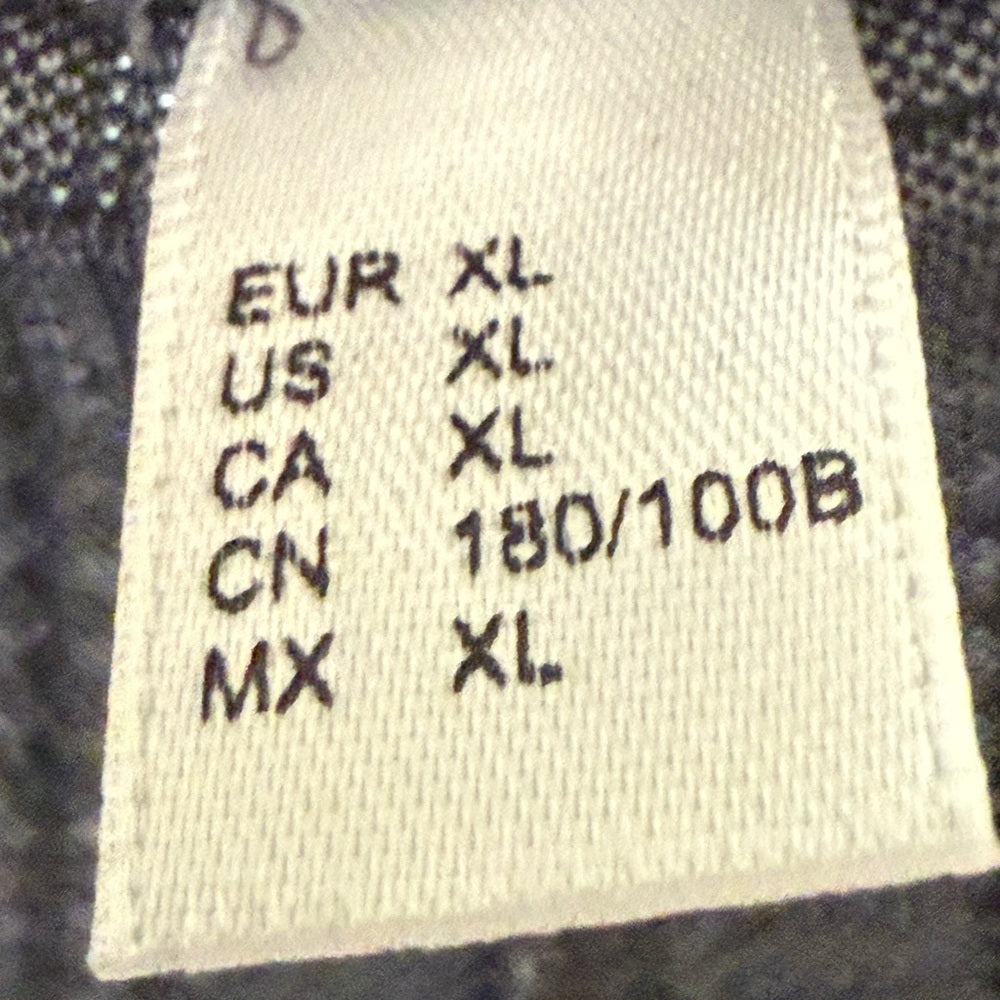 EUR XL
US XL
CA XL
CN 180/100B
MX XL